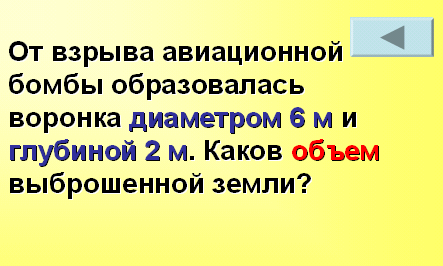 От взрыва авиационной
бомбы образовалась
воронка диаметром 6 м и
глубиной 2 м. Каков объем
выброшенной земли?